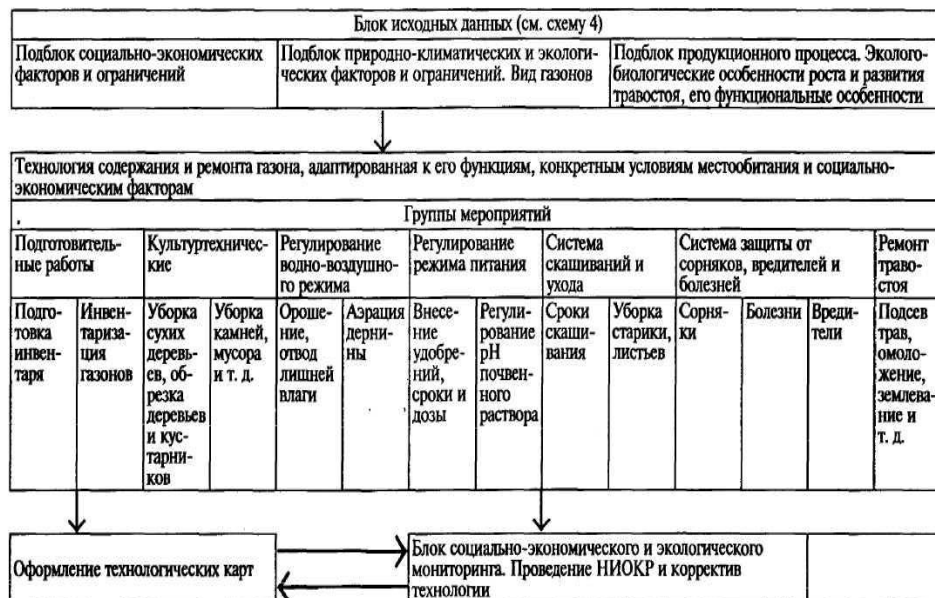 Блок исходных данных (см. схему 4)
Подблок социально-экономических
факторов и ограничений
Подблок природно-климатических и экологи-
ческих факторов и ограничений. Вид газонов
Подблок продукционного процесса. Эколого-
биологические особенности роста и развития
травостоя, его функциональные особенности
Технология содержания и ремонта газона, адаптированная к его функциям, конкретным условиям местообитания и социально-
экономическим факторам
Группы мероприятий
Подготовитель-
ные работы
Культуртехничес-
кие
Регулирование
водно-воздушно-
го режима
Регулирование
режима питания
Система
скашиваний и
ухода
Система защиты от
сорняков, вредителей и
болезней
Ремонт
траво-
стоя
Подго-
товка
инвен-
таря
Инвен-
тариза-
ция
газонов
Уборка
сухих
деревь-
ев, об-
резка
деревьев
и кус-
тарни-
ков
Уборка
камней,
мусора
и т. д.
Ороше-
ние,
отвод
лишней
влаги
Аэрация
дерни-
ны
Внесе-
ние
удобре-
ний,
сроки и
дозы
Регули-
рование
pH
почвен-
ного
раствора
Сроки
скаши-
вания
Уборка
старики,
листьев
Сорня-
ки
Болезни
Вреди-
тели
Подсев
трав,
омоло-
жение,
землева-
ние и
т. д.
Оформление технологических карт
Блок социально-экономического и экологического
мониторинга. Проведение НИОКР и корректив
технологии